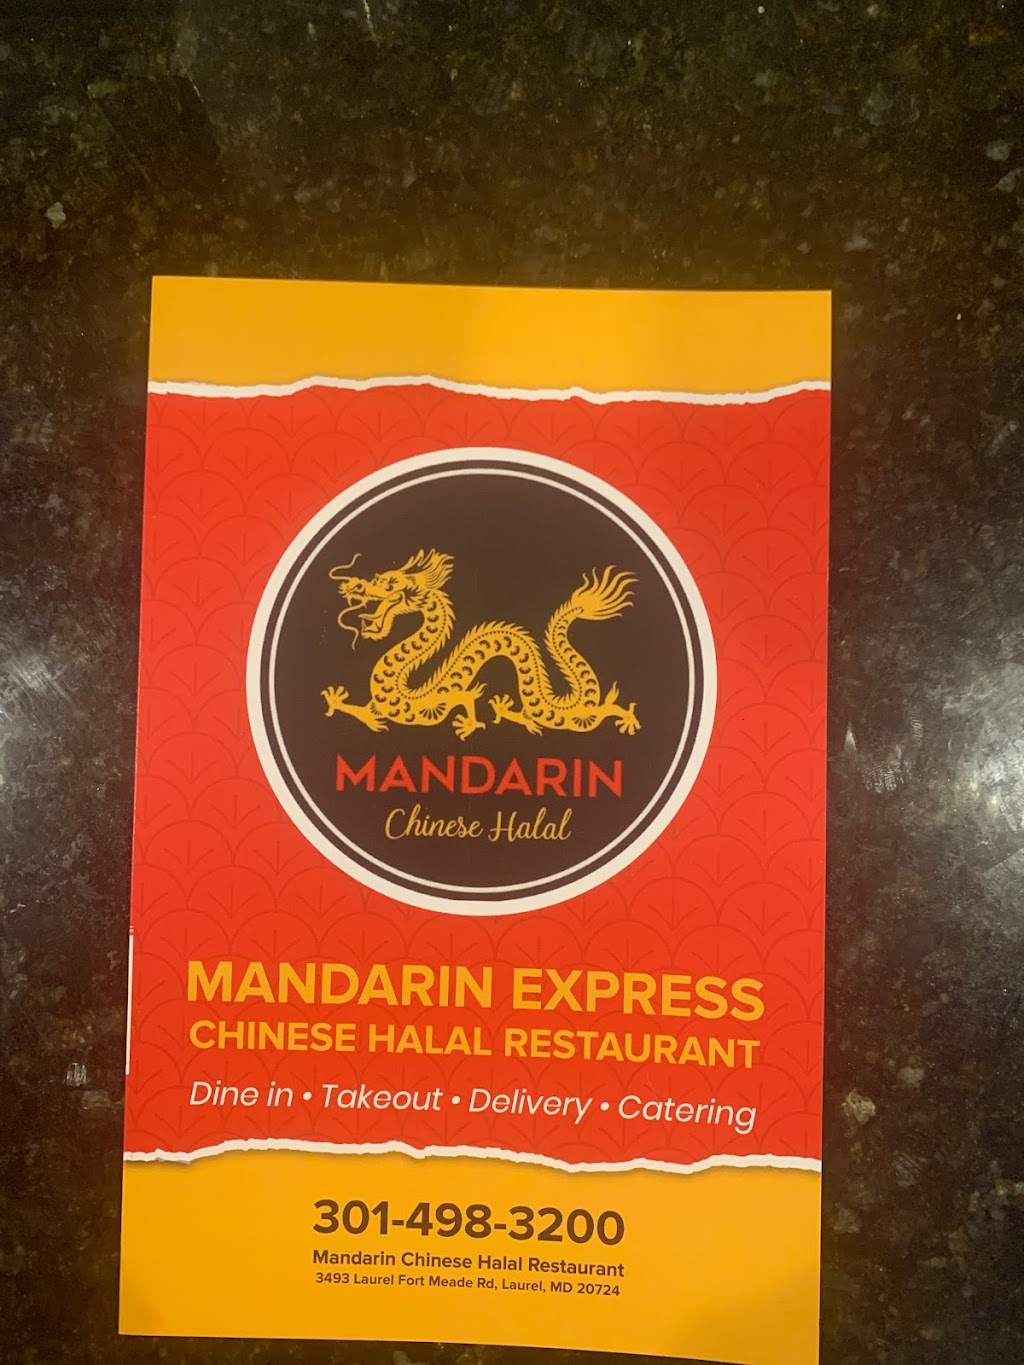 MANDARIN
Chinese Halal
MANDARIN EXPRESS
CHINESE HALAL RESTAURANT
Dine in • Takeout • Delivery • Catering
301-498-3200
Mandarin Chinese Halal Restaurant
3493 Laurel Fort Meade Rd, Laurel, MD 20724